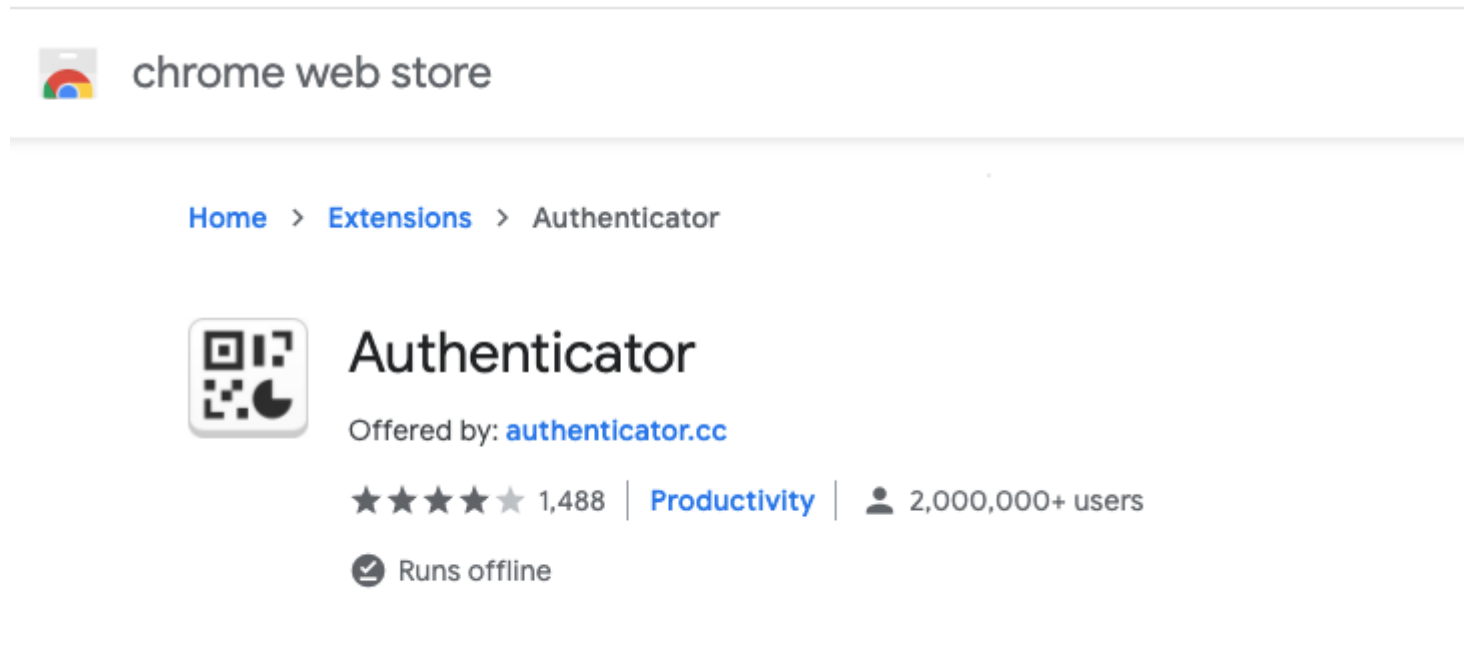 chrome web store
Home > Extensions > Authenticator
Authenticator
Offered by: authenticator.cc
1,488 | Productivity | 2,000,000+ users
Runs offline